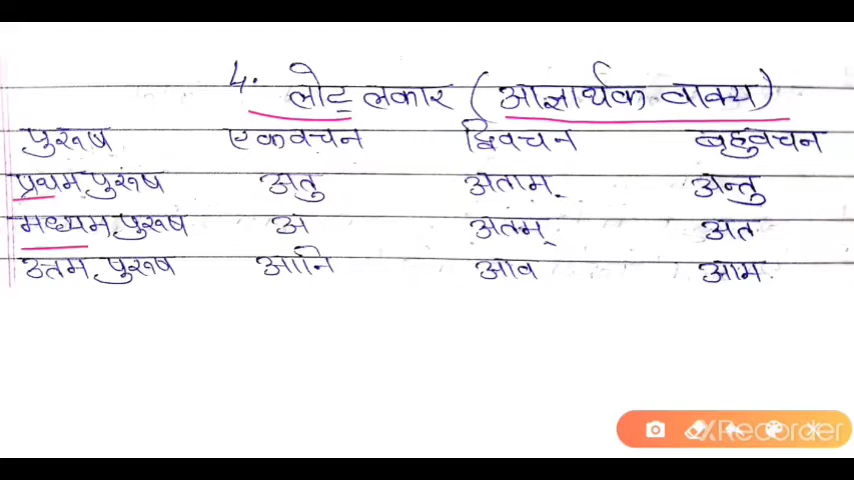 4. लोट् लकार (आज्ञार्थक वाक्य)
पुरुष एकवचन द्विवचन बहुवचन
प्रथम पुरुष अतु अताम् अन्तु
मध्यम पुरुष अ अतम् अत
उत्तम पुरुष आनि आव आम
XRecorder